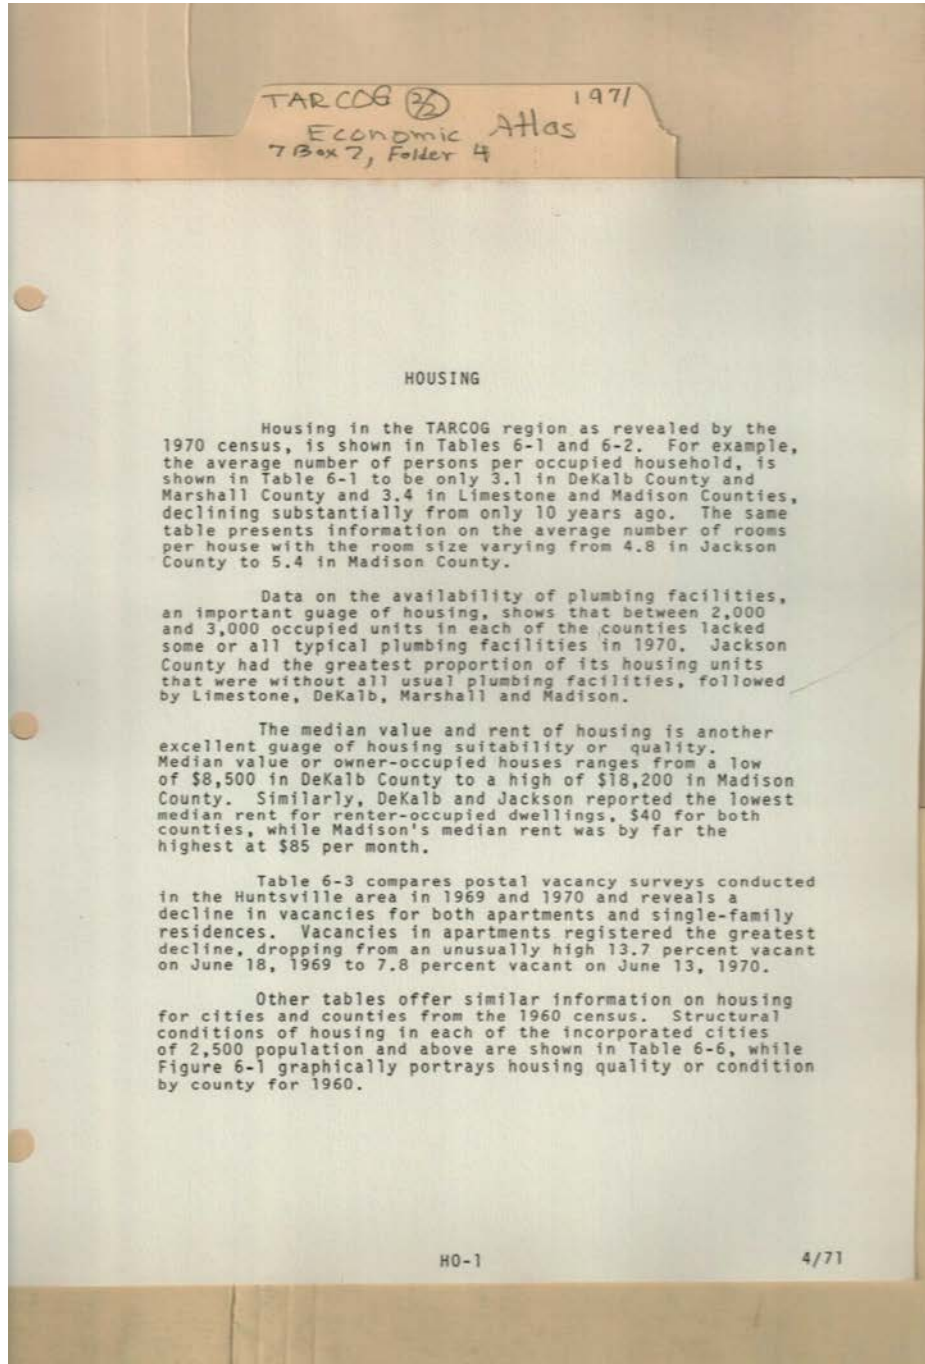 TARCOG 2/2 1971
Economic Atlas
7 Box 7, Folder 4
HOUSING
Housing in the TARCOG region as revealed by the
1970 census, is shown in Tables 6-1 and 6-2. For example,
the average number of persons per occupied household, is
shown in Table 6-1 to be only 3.1 in DeKalb County and
Marshall County and 3.4 in Limestone and Madison Counties,
declining substantially from only 10 years ago. The same
table presents information on the average number of rooms
per house with the room size varying from 4.8 in Jackson
County to 5.4 in Madison County.
Data on the availability of plumbing facilities,
an important guage of housing, shows that between 2,000
and 3,000 occupied units in each of the counties lacked
some or all typical plumbing facilities in 1970. Jackson
County had the greatest proportion of its housing units
that were without all usual plumbing facilities, followed
by Limestone, DeKalb, Marshall and Madison.
The median value and rent of housing is another
excellent guage of housing suitability or quality.
Median value or owner-occupied houses ranges from a low
of $8,500 in DeKalb County to a high of $18,200 in Madison
County. Similarly, DeKalb and Jackson reported the lowest
median rent for renter-occupied dwellings, $40 for both
counties, while Madison's median rent was by far the
highest at $85 per month.
Table 6-3 compares postal vacancy surveys conducted
in the Huntsville area in 1969 and 1970 and reveals a
decline in vacancies for both apartments and single-family
residences. Vacancies in apartments registered the greatest
decline, dropping from an unusually high 13.7 percent vacant
on June 18, 1969 to 7.8 percent vacant on June 13, 1970.
Other tables offer similar information on housing
for cities and counties from the 1960 census. Structural
conditions of housing in each of the incorporated cities
of 2,500 population and above are shown in Table 6-6, while
Figure 6-1 graphically portrays housing quality or condition
by county for 1960.
HO-1 4/71